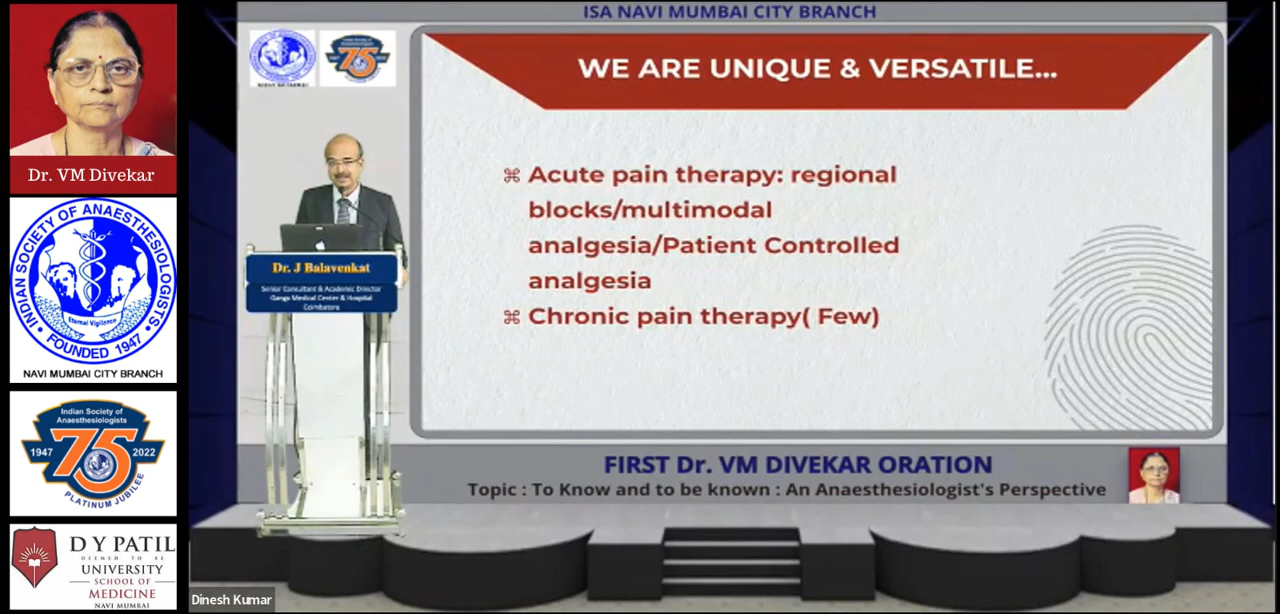 Dr. VM Divekar
INDIAN SOCIETY OF ANAESTHESIOLOGISTS
Eternal Vigilance
FOUNDED 1947
NAVI MUMBAI CITY BRANCH
Indian Society of
Anaesthesiologists
1947 75 2022
PLATINUM JUBILEE
D Y PATIL
DEEMED TO BE
UNIVERSITY
SCHOOL OF
MEDICINE
NAVI MUMBAI
ISA NAVI MUMBAI CITY BRANCH
75
WE ARE UNIQUE & VERSATILE...
⌘ Acute pain therapy: regional
blocks/multimodal
analgesia/Patient Controlled
analgesia
⌘ Chronic pain therapy( Few)
Dr. J Balavenkat
Senior Consultant & Academic Director
Ganga Medical Center & Hospital
Coimbatore
FIRST Dr. VM DIVEKAR ORATION
Topic : To Know and to be known : An Anaesthesiologist's Perspective
Dinesh Kumar